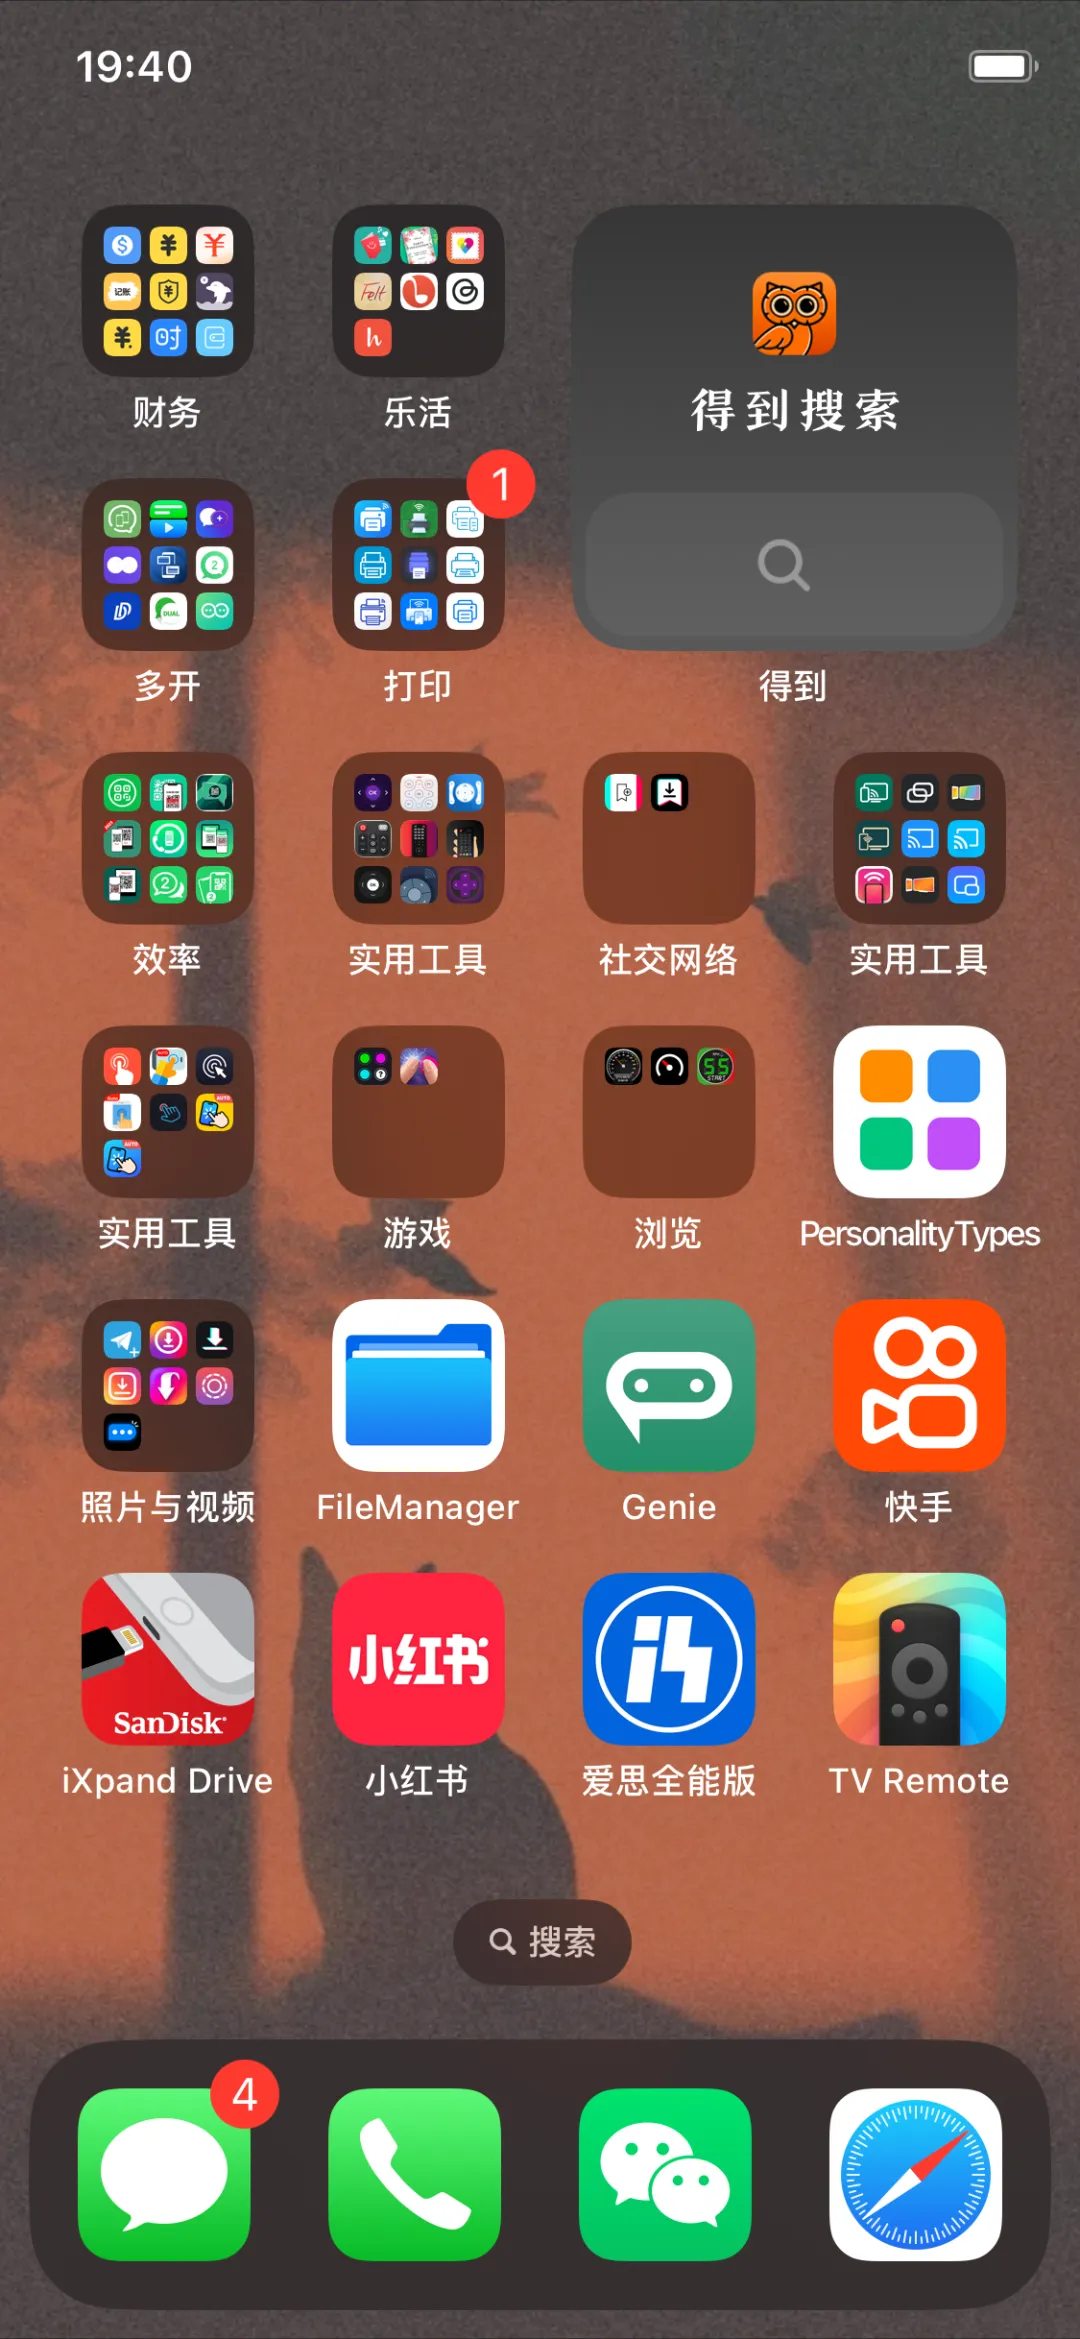 19:40
得到搜索
财务
乐活
1
多开
打印
得到
效率
实用工具
社交网络
实用工具
实用工具
游戏
浏览
PersonalityTypes
照片与视频
FileManager
Genie
快手
SanDisk
小红书
iXpand Drive
小红书
爱思全能版
TV Remote
搜索
4